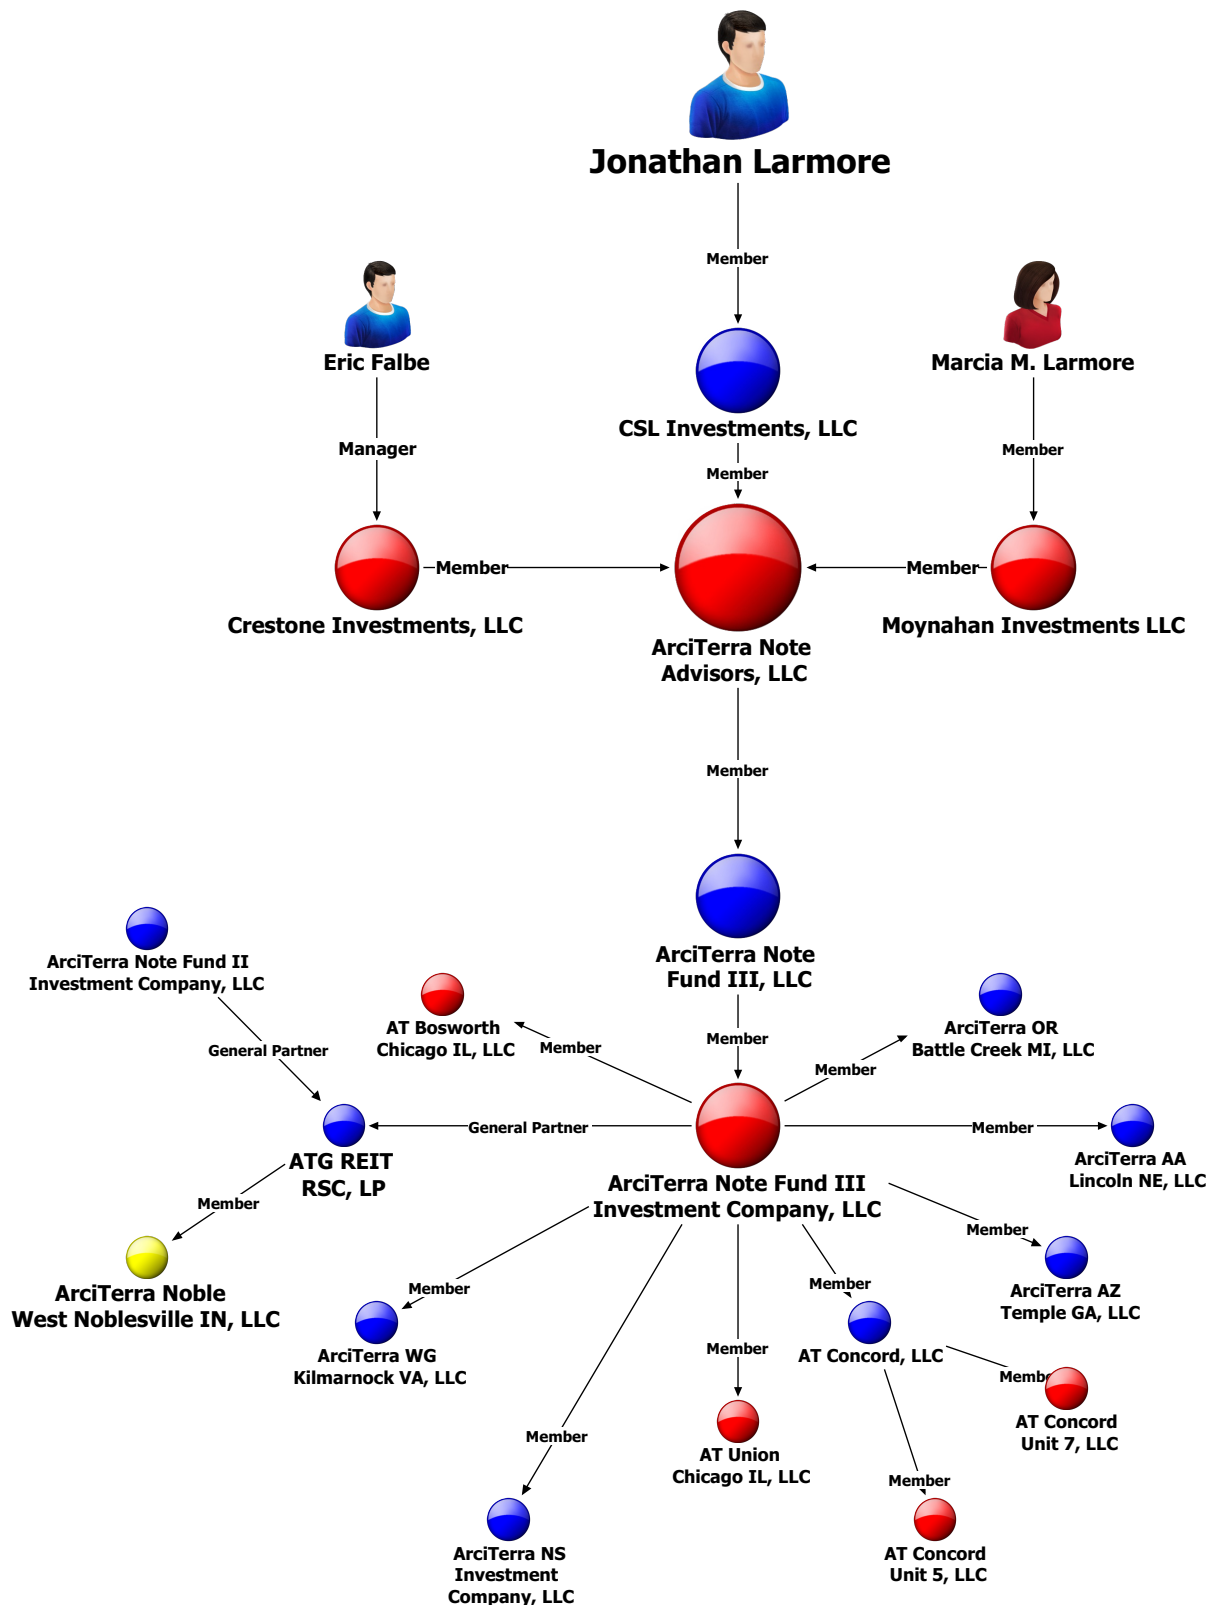 Jonathan Larmore
Member
Eric Falbe
Marcia M. Larmore
CSL Investments, LLC
Manager
Member
Member
Member
Member
Crestone Investments, LLC
Moynahan Investments LLC
ArciTerra Note
Advisors, LLC
Member
ArciTerra Note Fund II
Investment Company, LLC
ArciTerra Note
Fund III, LLC
AT Bosworth
Chicago IL, LLC
ArciTerra OR
Battle Creek MI, LLC
General Partner
Member
Member
Member
General Partner
Member
ATG REIT
RSC, LP
ArciTerra AA
Lincoln NE, LLC
ArciTerra Note Fund III
Investment Company, LLC
Member
Member
ArciTerra Noble
West Noblesville IN, LLC
Member
Member
ArciTerra AZ
Temple GA, LLC
ArciTerra WG
Kilmarnock VA, LLC
Member
AT Concord, LLC
Member
AT Concord
Unit 7, LLC
Member
AT Union
Chicago IL, LLC
Member
ArciTerra NS
Investment
Company, LLC
AT Concord
Unit 5, LLC